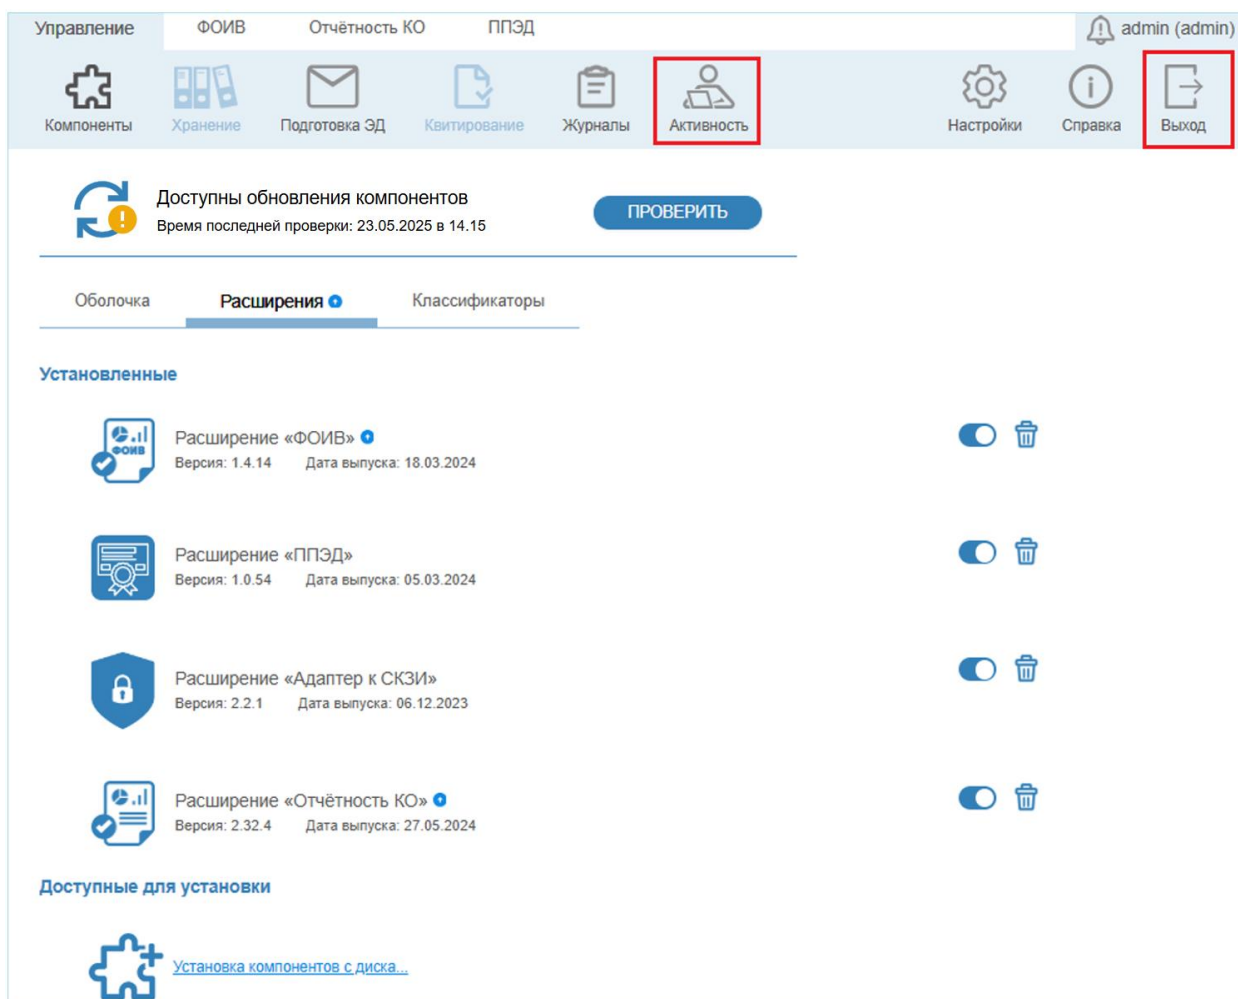 Управление ФОИВ Отчётность КО ППЭД admin (admin)
Компоненты Хранение Подготовка ЭД Квитирование Журналы Активность Настройки Справка Выход
Доступны обновления компонентов
Время последней проверки: 23.05.2025 в 14.15
ПРОВЕРИТЬ
Оболочка Расширения Классификаторы
Установленные
ФОИВ
Расширение «ФОИВ»
Версия: 1.4.14 Дата выпуска: 18.03.2024
Расширение «ППЭД»
Версия: 1.0.54 Дата выпуска: 05.03.2024
Расширение «Адаптер к СКЗИ»
Версия: 2.2.1 Дата выпуска: 06.12.2023
Расширение «Отчётность КО»
Версия: 2.32.4 Дата выпуска: 27.05.2024
Доступные для установки
Установка компонентов с диска...